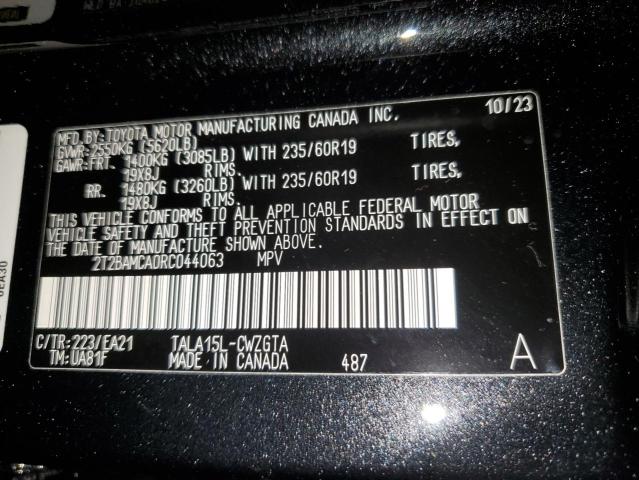 MFD.BY:TOYOTA MOTOR MANUFACTURING CANADA INC. 10/23
GVWR:2550KG (5620LB)
GAWR:FRT. 1400KG (3085LB) WITH 235/60R19 TIRES,
19X8J RIMS.
RR. 1480KG (3260LB) WITH 235/60R19 TIRES,
19X8J RIMS.
THIS VEHICLE CONFORMS TO ALL APPLICABLE FEDERAL MOTOR
VEHICLE SAFETY AND THEFT PREVENTION STANDARDS IN EFFECT ON
THE DATE OF MANUFACTURE SHOWN ABOVE.
2T2BAMCA0RC044063 MPV
C/TR:223/EA21 TALA15L-CWZGTA
TM:UA81F MADE IN CANADA 487 A